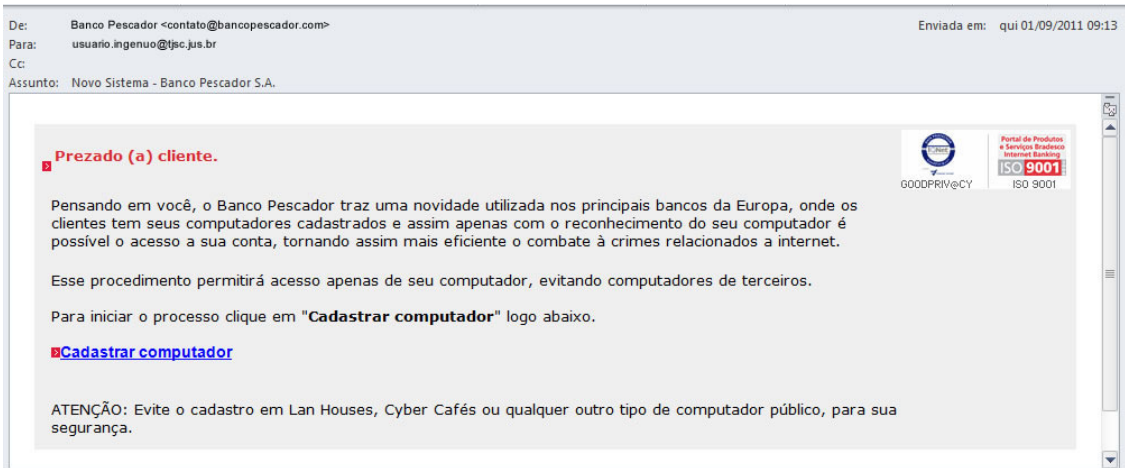 De: Banco Pescador <contato@bancopescador.com> Enviada em: qui 01/09/2011 09:13
Para: usuario.ingenuo@tjsc.jus.br
Cc:
Assunto: Novo Sistema - Banco Pescador S.A.
Prezado (a) cliente.
Portal de Produtos
e Serviços Bradesco
Internet Banking
ISO 9001
GOODPRIV@CY ISO 9001
Pensando em você, o Banco Pescador traz uma novidade utilizada nos principais bancos da Europa, onde os
clientes tem seus computadores cadastrados e assim apenas com o reconhecimento do seu computador é
possível o acesso a sua conta, tornando assim mais eficiente o combate à crimes relacionados a internet.
Esse procedimento permitirá acesso apenas de seu computador, evitando computadores de terceiros.
Para iniciar o processo clique em "Cadastrar computador" logo abaixo.
Cadastrar computador
ATENÇÃO: Evite o cadastro em Lan Houses, Cyber Cafés ou qualquer outro tipo de computador público, para sua
segurança.